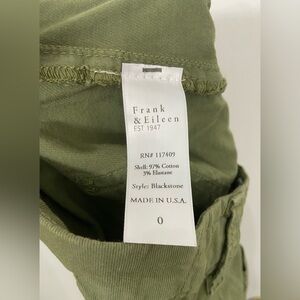 Frank
& Eileen
EST 1947
RN# 117409
Shell: 97% Cotton
3% Elastane
Style: Blackstone
MADE IN U.S.A.
0